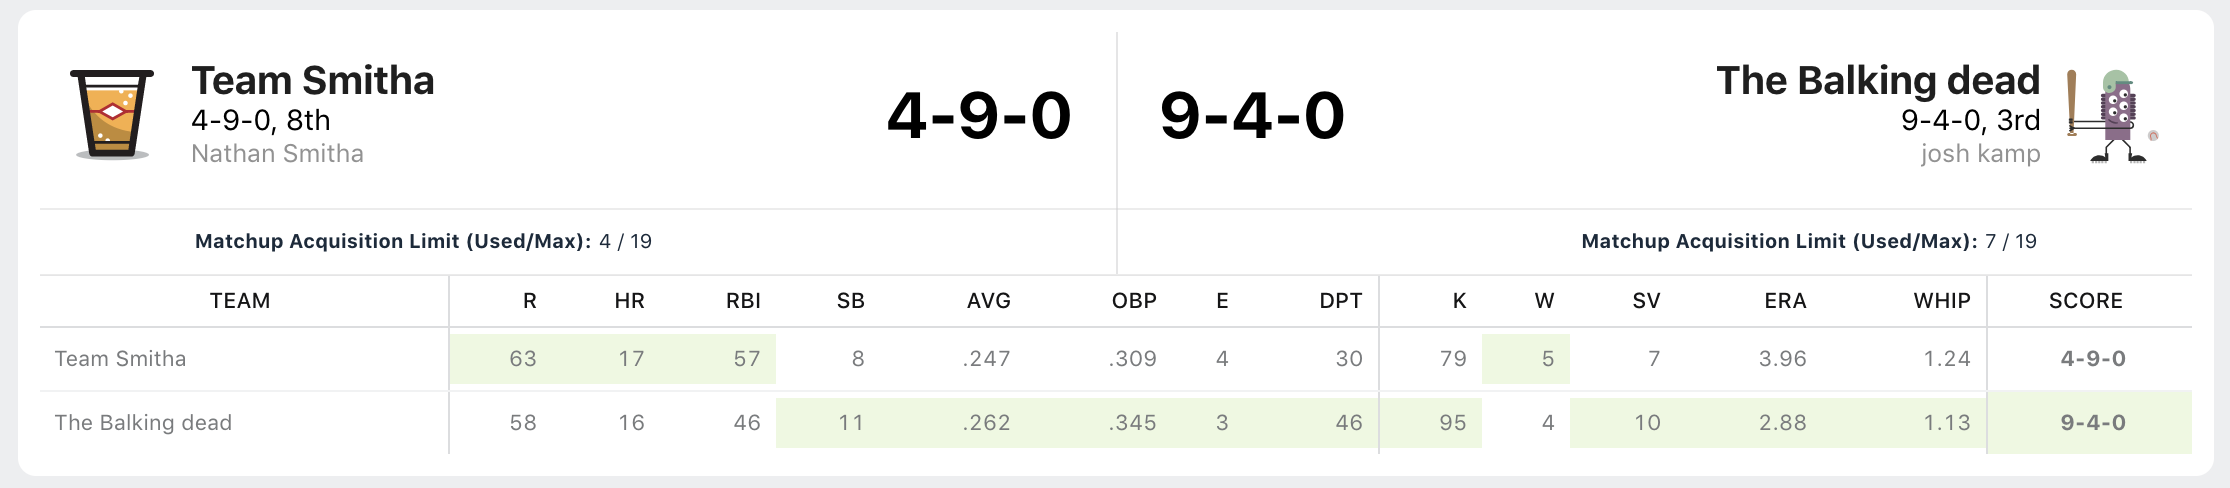 Team Smitha
4-9-0, 8th
Nathan Smitha
4-9-0
9-4-0
The Balking dead
9-4-0, 3rd
josh kamp
Matchup Acquisition Limit (Used/Max): 4 / 19
Matchup Acquisition Limit (Used/Max): 7 / 19
TEAM R HR RBI SB AVG OBP E DPT K W SV ERA WHIP SCORE
Team Smitha 63 17 57 8 .247 .309 4 30 79 5 7 3.96 1.24 4-9-0
The Balking dead 58 16 46 11 .262 .345 3 46 95 4 10 2.88 1.13 9-4-0